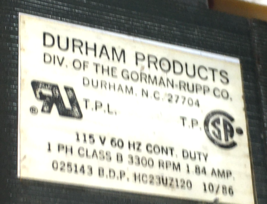 DURHAM PRODUCTS
DIV. OF THE GORMAN-RUPP CO.
DURHAM, N.C. 27704
T.P.L. T.P.
115 V 60 HZ CONT. DUTY
1 PH CLASS B 3300 RPM 1.84 AMP.
025143 B.D.P. HC23UZ120 10/86